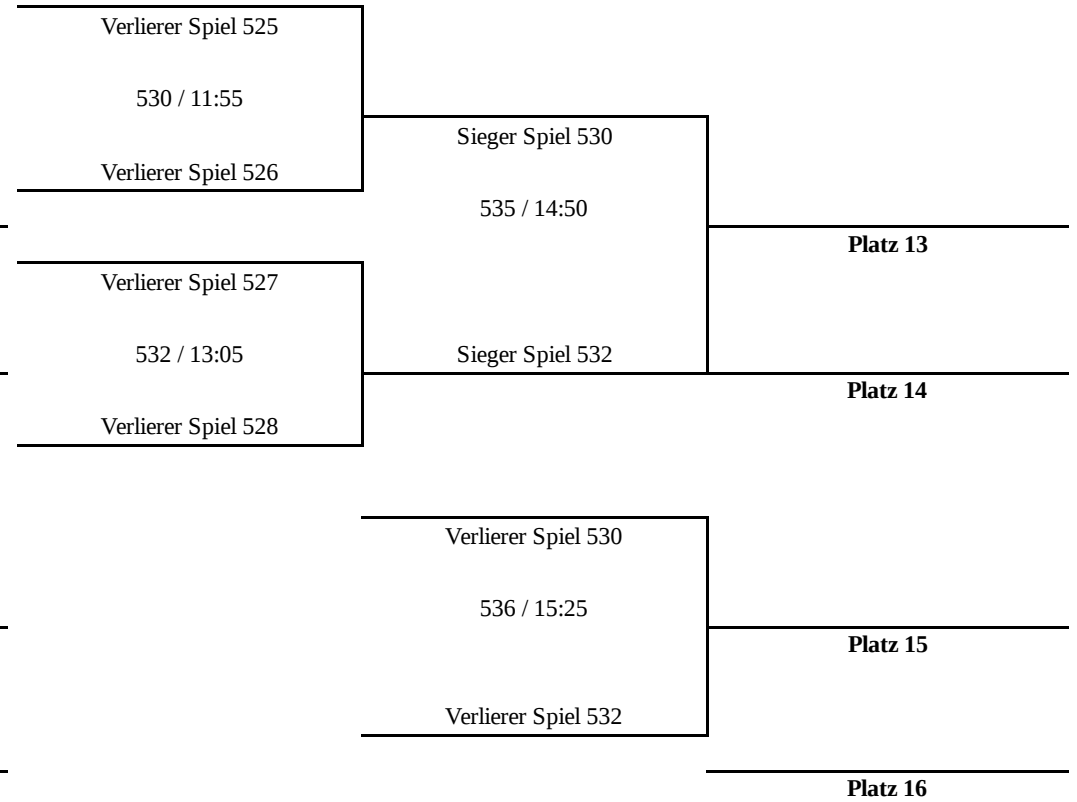 Verlierer Spiel 525
530 / 11:55
Verlierer Spiel 526
Sieger Spiel 530
535 / 14:50
Sieger Spiel 532
Platz 13
Platz 14
Verlierer Spiel 527
532 / 13:05
Verlierer Spiel 528
Verlierer Spiel 530
536 / 15:25
Verlierer Spiel 532
Platz 15
Platz 16